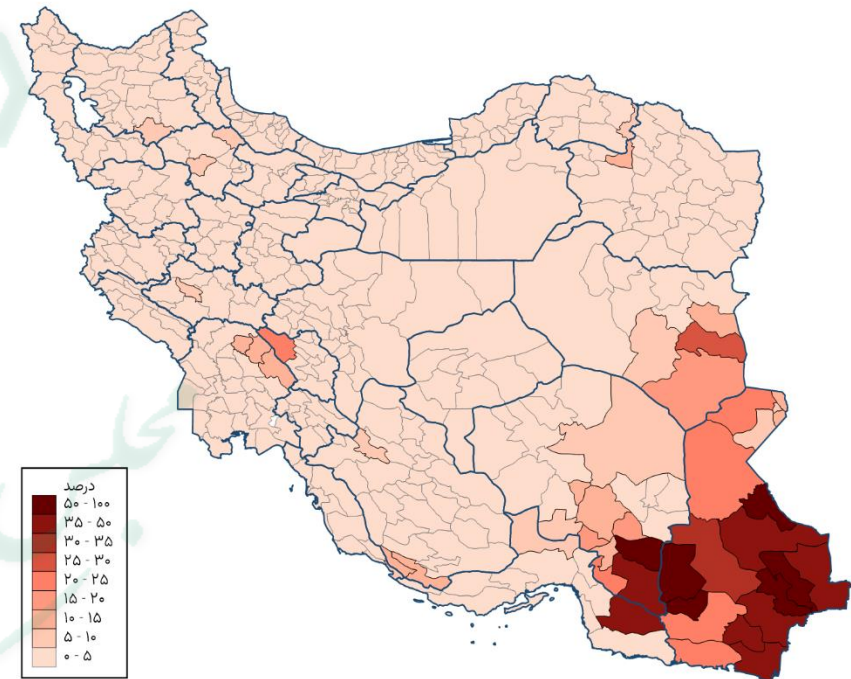 درصد
۵۰ - ۱۰۰
۳۵ - ۵۰
۳۰ - ۳۵
۲۵ - ۳۰
۲۰ - ۲۵
۱۵ - ۲۰
۱۰ - ۱۵
۵ - ۱۰
۰ - ۵